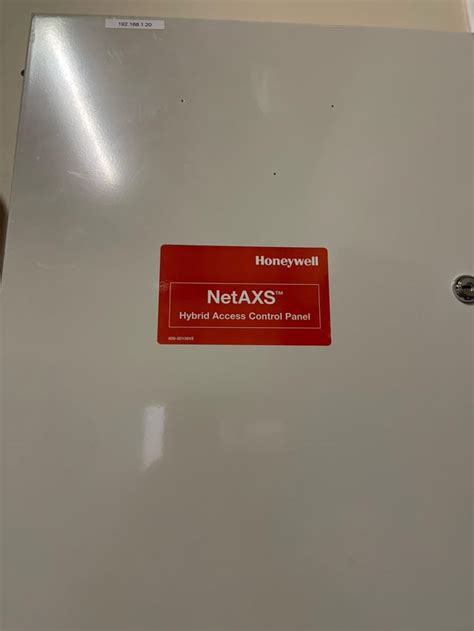 192.168.1.20
Honeywell
NetAXS™
Hybrid Access Control Panel